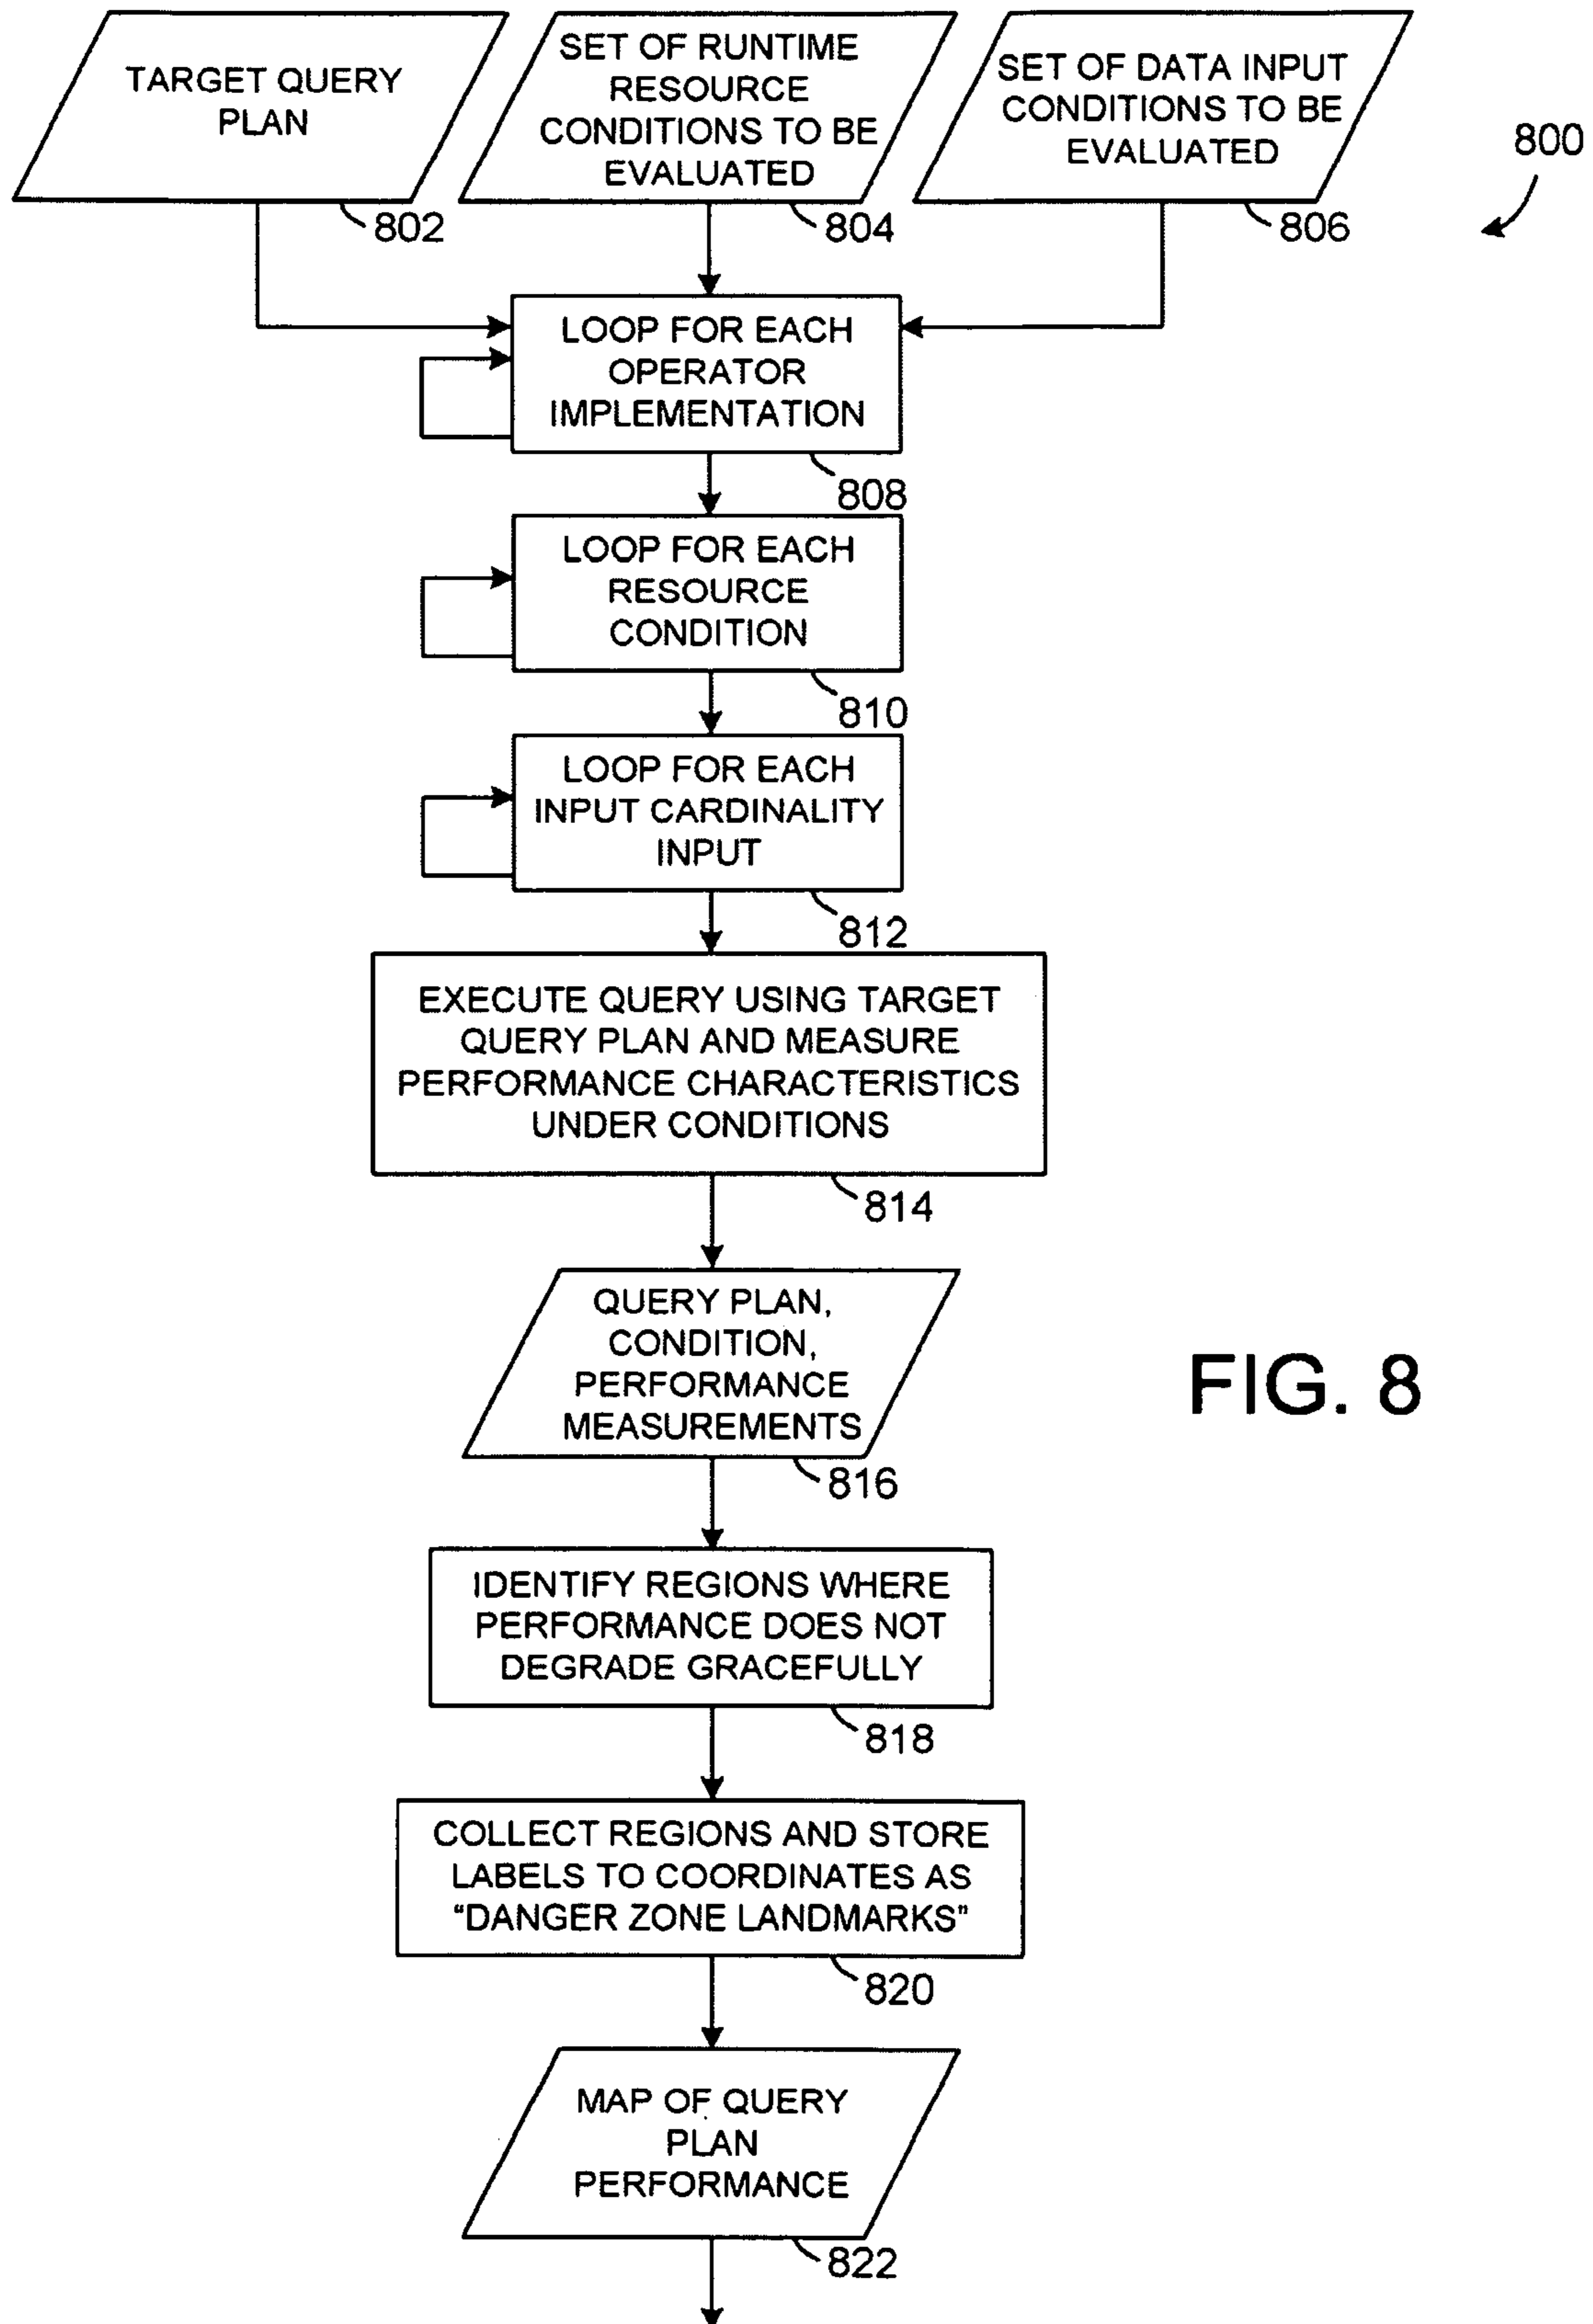 TARGET QUERY
PLAN
802
SET OF RUNTIME
RESOURCE
CONDITIONS TO BE
EVALUATED
804
SET OF DATA INPUT
CONDITIONS TO BE
EVALUATED
806
800
LOOP FOR EACH
OPERATOR
IMPLEMENTATION
808
LOOP FOR EACH
RESOURCE
CONDITION
810
LOOP FOR EACH
INPUT CARDINALITY
INPUT
812
EXECUTE QUERY USING TARGET
QUERY PLAN AND MEASURE
PERFORMANCE CHARACTERISTICS
UNDER CONDITIONS
814
QUERY PLAN,
CONDITION,
PERFORMANCE
MEASUREMENTS
816
FIG. 8
IDENTIFY REGIONS WHERE
PERFORMANCE DOES NOT
DEGRADE GRACEFULLY
818
COLLECT REGIONS AND STORE
LABELS TO COORDINATES AS
"DANGER ZONE LANDMARKS"
820
MAP OF QUERY
PLAN
PERFORMANCE
822